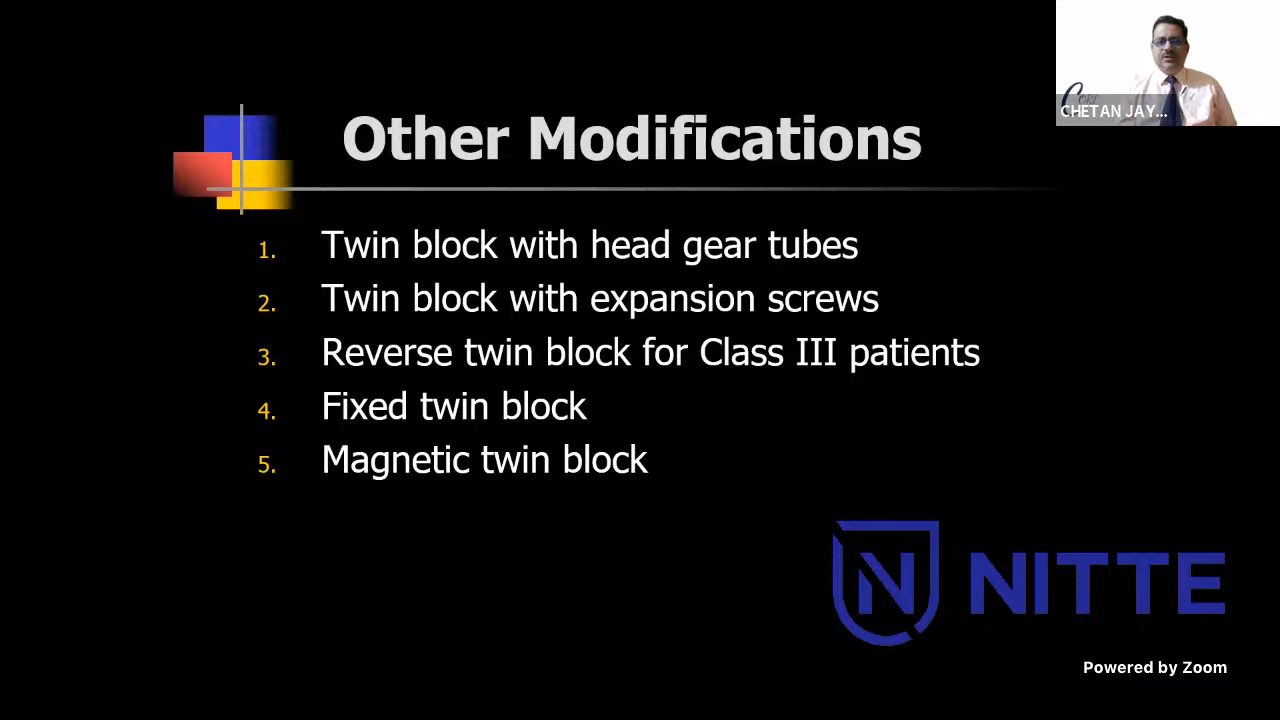 CHETAN JAY...
Other Modifications
1. Twin block with head gear tubes
2. Twin block with expansion screws
3. Reverse twin block for Class III patients
4. Fixed twin block
5. Magnetic twin block
N NITTE
Powered by Zoom